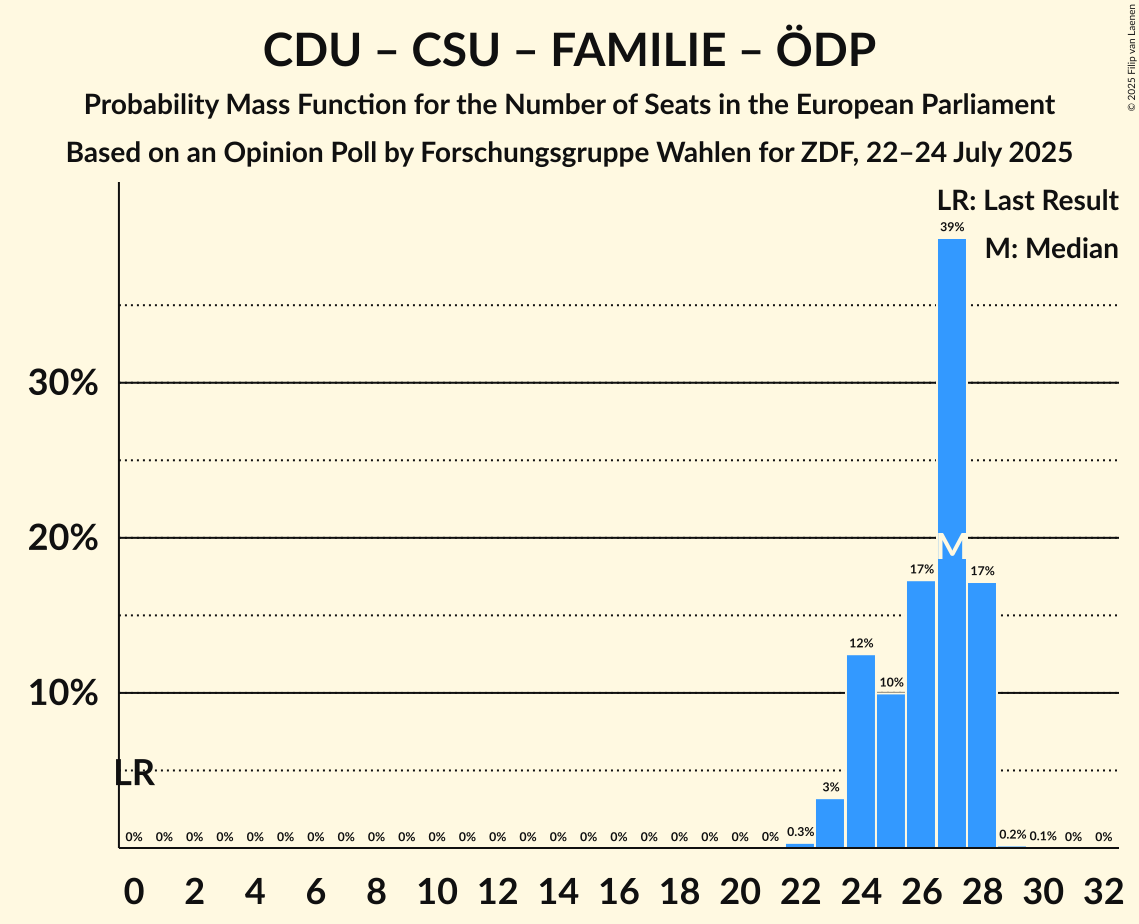 CDU – CSU – FAMILIE – ÖDP
Probability Mass Function for the Number of Seats in the European Parliament
Based on an Opinion Poll by Forschungsgruppe Wahlen for ZDF, 22–24 July 2025
© 2025 Filip van Laenen
LR: Last Result
M: Median
39%
30%
20%
M
17% 17%
12%
10%
10%
LR
3%
0% 0% 0% 0% 0% 0% 0% 0% 0% 0% 0% 0% 0% 0% 0% 0% 0% 0% 0% 0% 0% 0% 0.3% 0.2% 0.1% 0% 0%
0 2 4 6 8 10 12 14 16 18 20 22 24 26 28 30 32